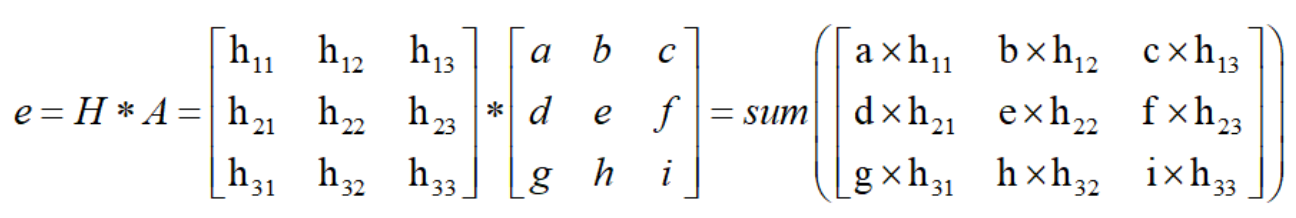 e = H * A = [h₁₁ h₁₂ h₁₃; h₂₁ h₂₂ h₂₃; h₃₁ h₃₂ h₃₃] * [a b c; d e f; g h i] = sum([a×h₁₁ b×h₁₂ c×h₁₃; d×h₂₁ e×h₂₂ f×h₂₃; g×h₃₁ h×h₃₂ i×h₃₃])